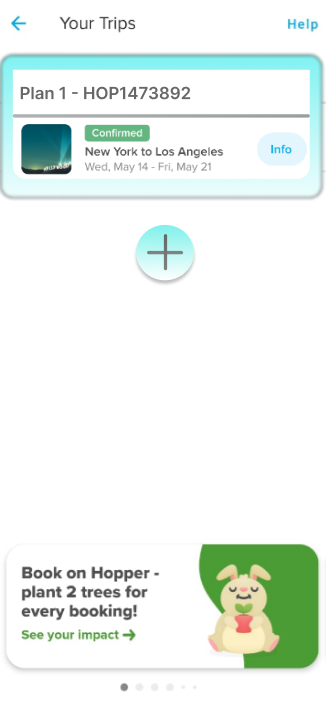 Your Trips
Help
Plan 1 - HOP1473892
Confirmed
New York to Los Angeles
Info
Wed, May 14 - Fri, May 21
Book on Hopper -
plant 2 trees for
every booking!
See your impact →